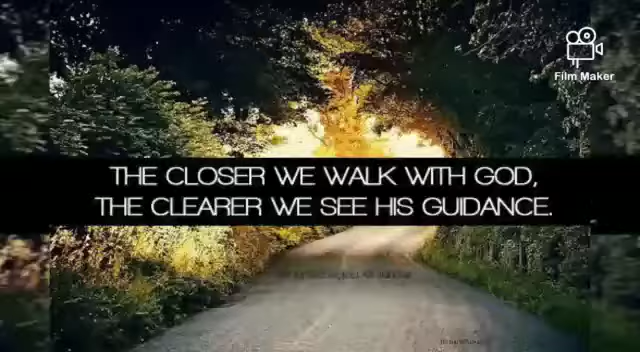 Film Maker
THE CLOSER WE WALK WITH GOD,
THE CLEARER WE SEE HIS GUIDANCE.